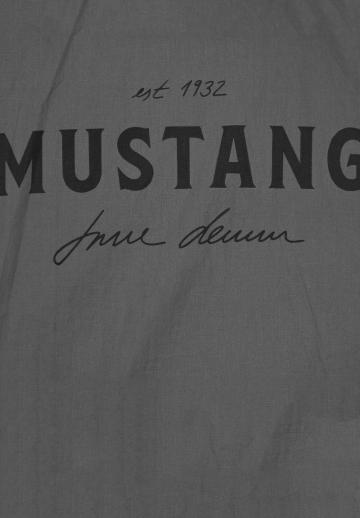 est 1932
MUSTANG
True denim